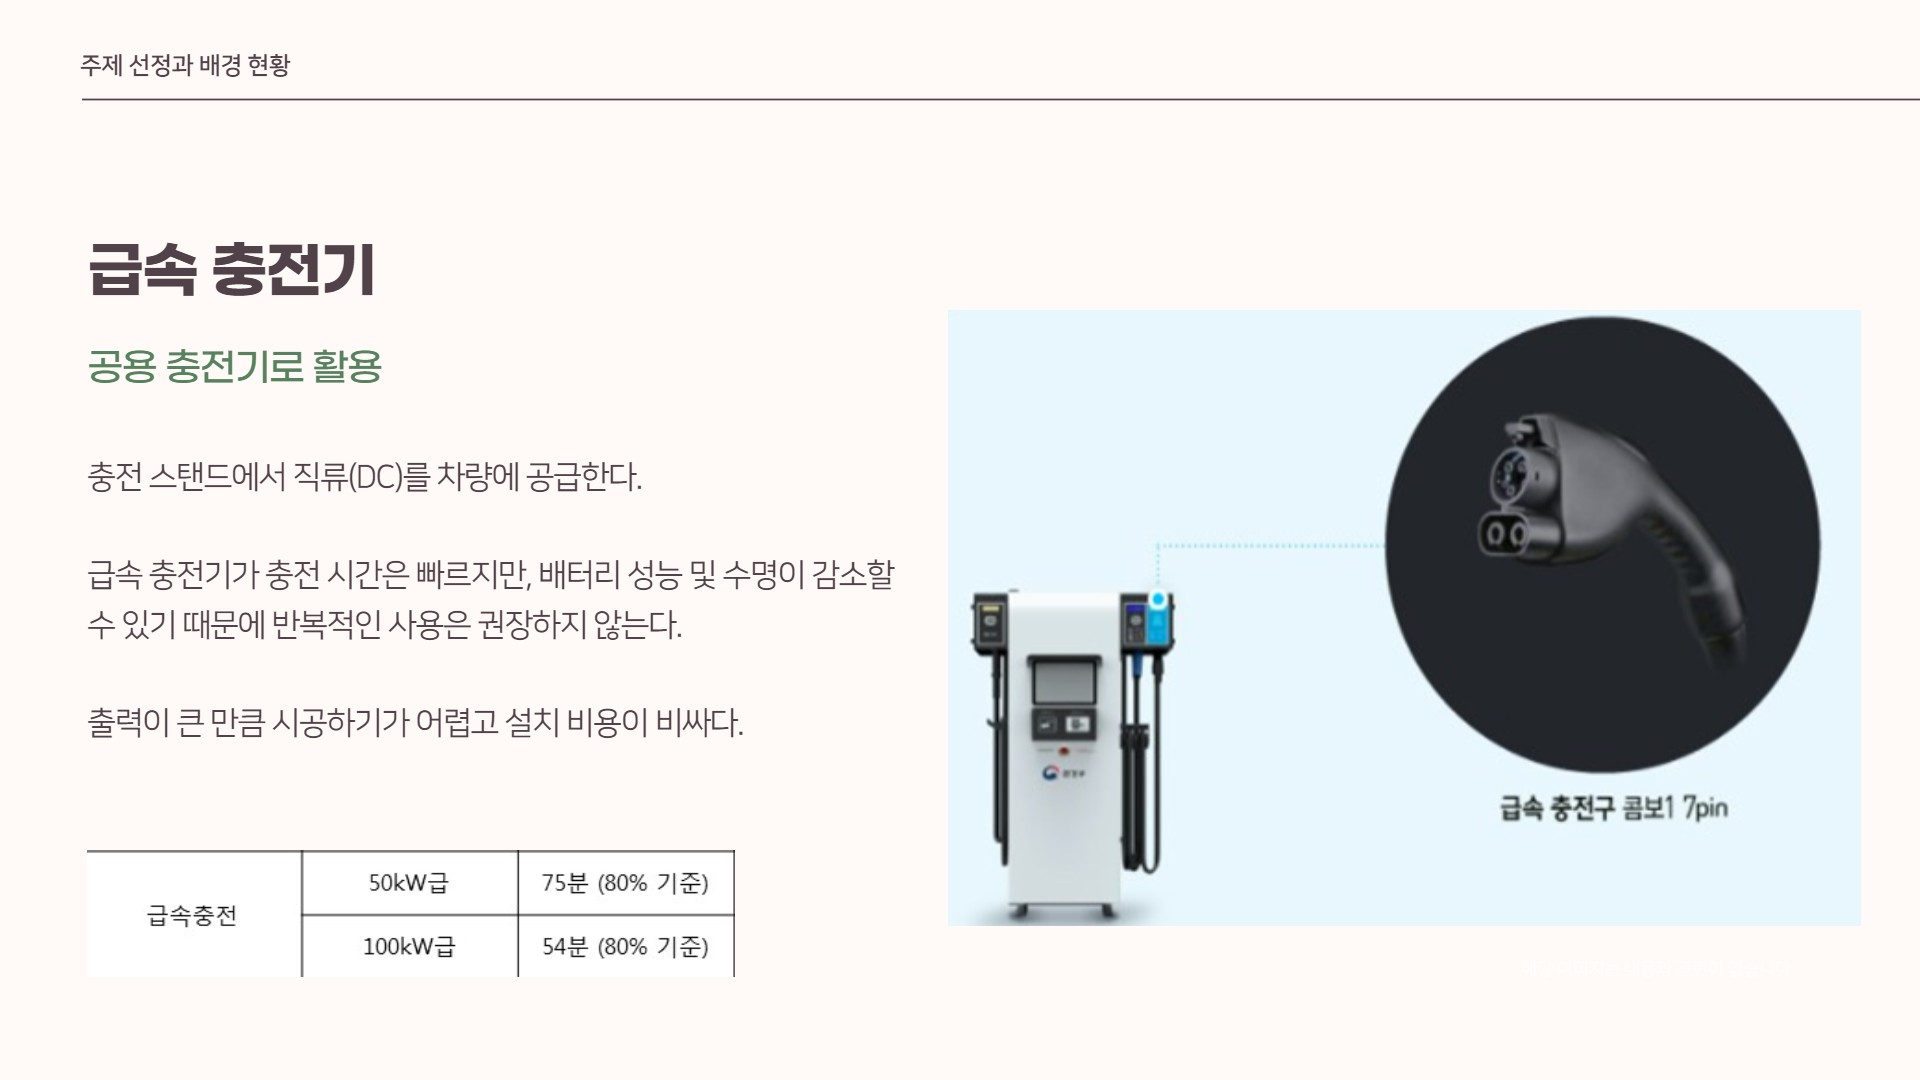 주제 선정과 배경 현황
급속 충전기
공용 충전기로 활용
충전 스탠드에서 직류(DC)를 차량에 공급한다.
급속 충전기가 충전 시간은 빠르지만, 배터리 성능 및 수명이 감소할
수 있기 때문에 반복적인 사용은 권장하지 않는다.
출력이 큰 만큼 시공하기가 어렵고 설치 비용이 비싸다.
급속충전
50kW급
75분 (80% 기준)
100kW급
54분 (80% 기준)
환경부
급속 충전구 콤보1 7pin